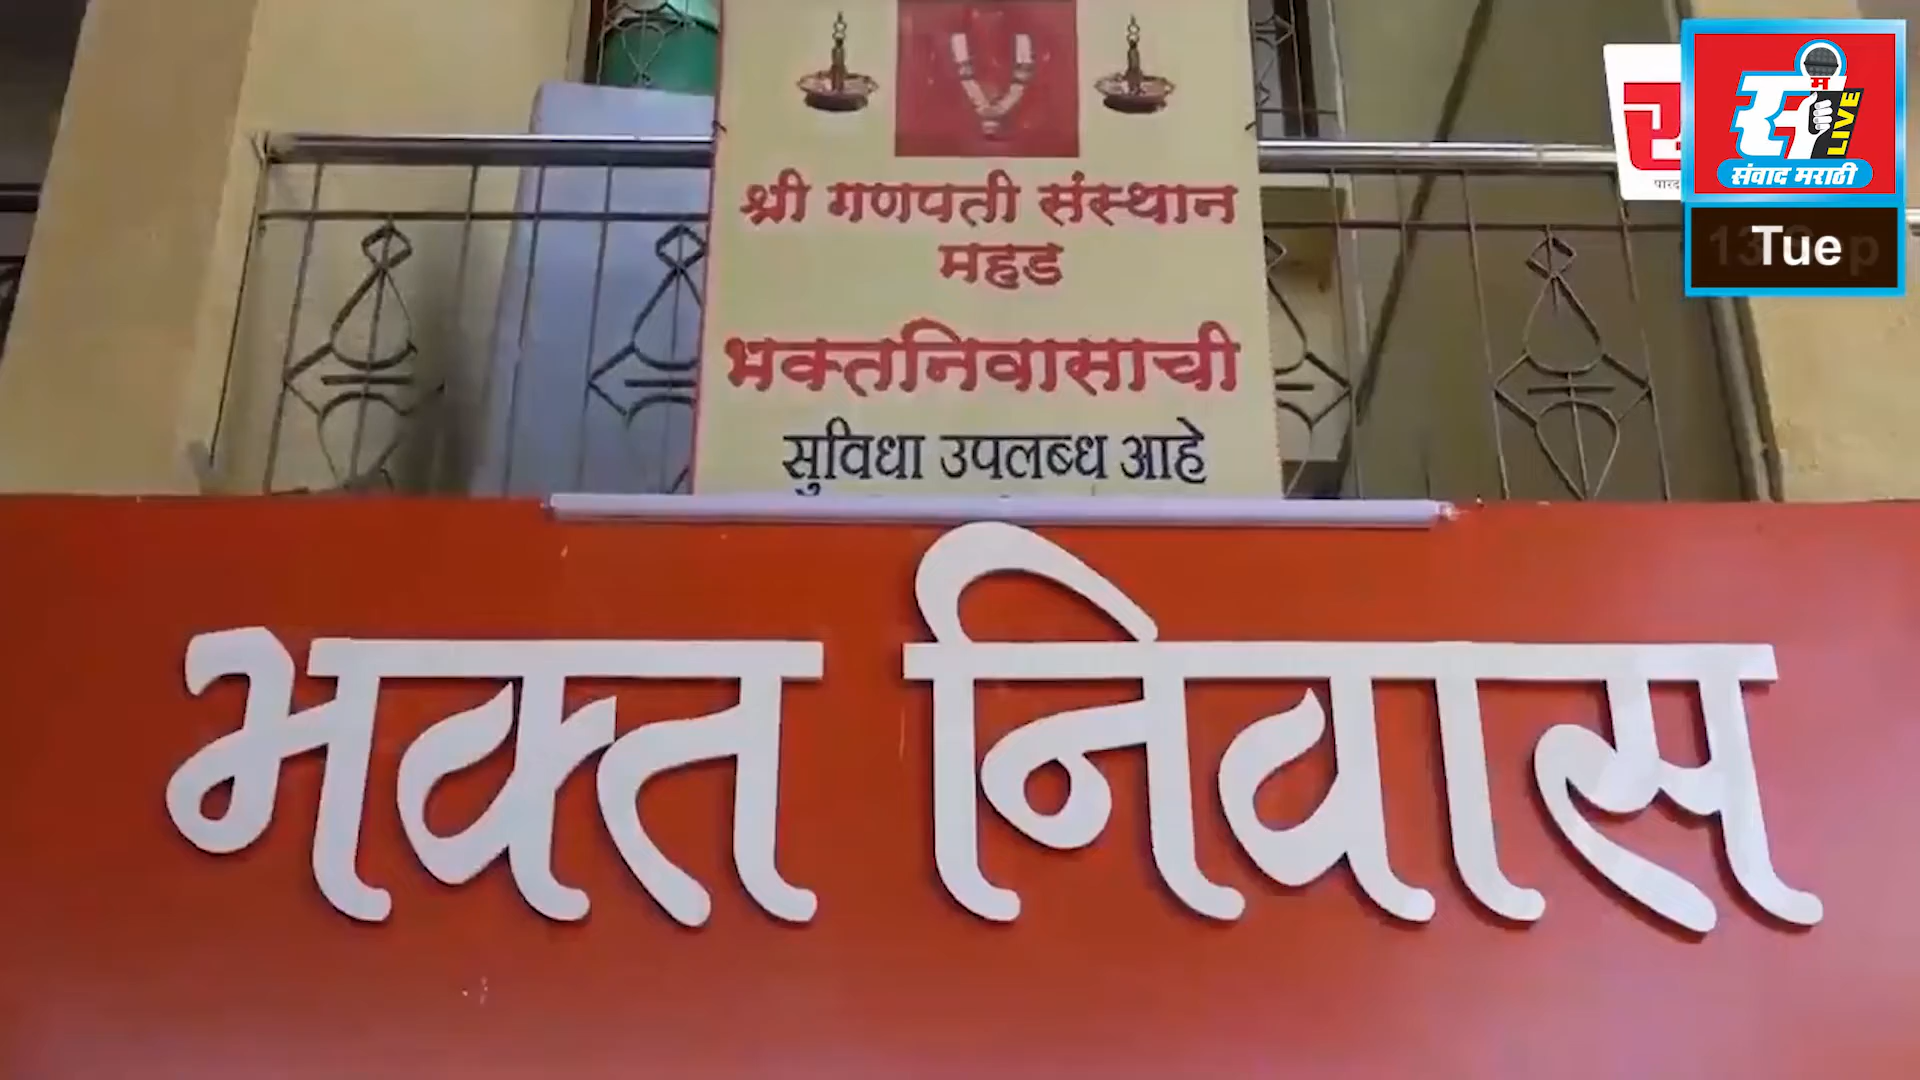 श्री गणपती संस्थान
महड
भक्तनिवासाची
सुविधा उपलब्ध आहे
भक्त निवास
स
म
LIVE
संवाद मराठी
Tue